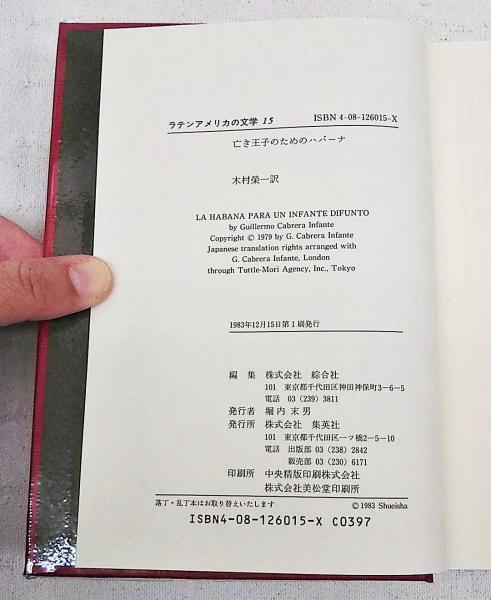 ラテンアメリカの文学 15 ISBN 4-08-126015-X
亡き王子のためのハバーナ
木村榮一訳
LA HABANA PARA UN INFANTE DIFUNTO
by Guillermo Cabrera Infante
Copyright © 1979 by G. Cabrera Infante
Japanese translation rights arranged with
G. Cabrera Infante, London
through Tuttle-Mori Agency, Inc., Tokyo
1983年12月15日第1刷発行
編 集 株式会社 綜合社
101 東京都千代田区神田神保町3-6-5
電話 03 (239) 3811
発行者 堀内末男
発行所 株式会社 集英社
101 東京都千代田区一ツ橋2-5-10
電話 出版部 03 (238) 2842
販売部 03 (230) 6171
印刷所 中央精版印刷株式会社
株式会社美松堂印刷所
落丁・乱丁本はお取り替えいたします
© 1983 Shueisha
ISBN4-08-126015-X C0397